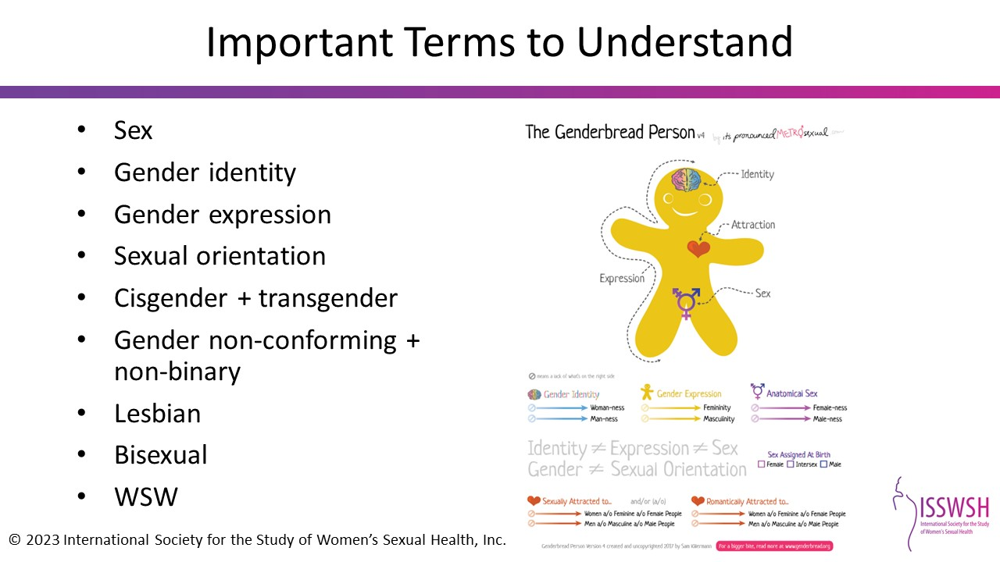 Important Terms to Understand
• Sex
• Gender identity
• Gender expression
• Sexual orientation
• Cisgender + transgender
• Gender non-conforming +
non-binary
• Lesbian
• Bisexual
• WSW
The Genderbread Person v4 by its pronounced METROsexual
Identity
Attraction
Expression
Sex
means a lack of what's on the right side
Gender Identity
Woman-ness
Man-ness
Gender Expression
Femininity
Masculinity
Anatomical Sex
Female-ness
Male-ness
Identity ≠ Expression ≠ Sex
Gender ≠ Sexual Orientation
Sex Assigned At Birth
Female Intersex Male
Sexually Attracted to... and/or (a/o)
Women a/o Feminine a/o Female People
Men a/o Masculine a/o Male People
Romantically Attracted to...
Women a/o Feminine a/o Female People
Men a/o Masculine a/o Male People
Genderbread Person Version 4 created and uncopyrighted 2017 by Sam Killermann
For a bigger bite, read more at www.genderbread.org
ISSWSH
International Society for the Study
of Women's Sexual Health
© 2023 International Society for the Study of Women's Sexual Health, Inc.